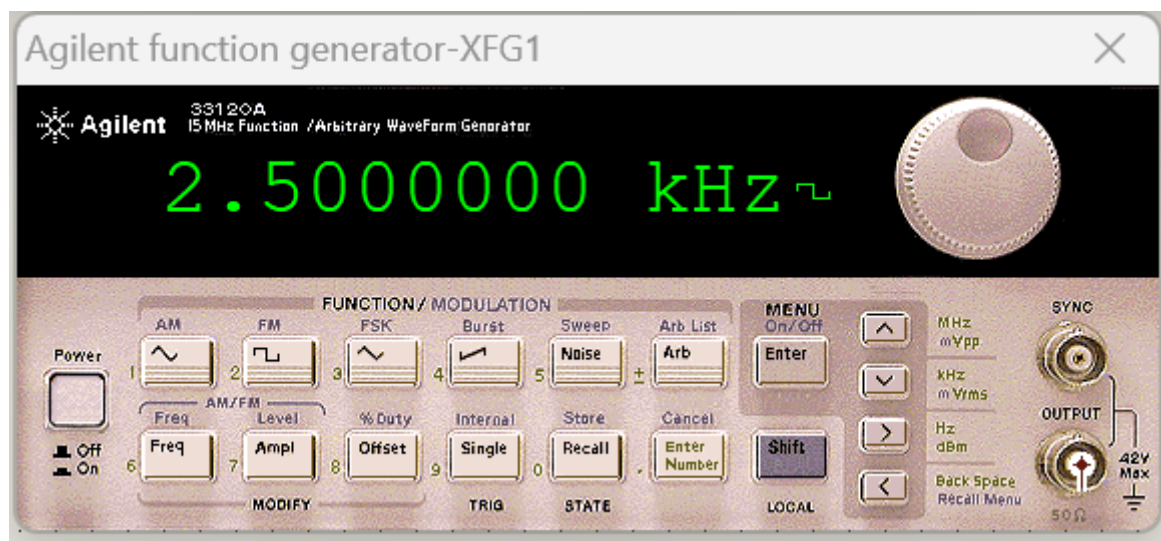 Agilent function generator-XFG1
Agilent 33120A
15 MHz Function / Arbitrary WaveForm Generator
2.5000000 kHz
FUNCTION / MODULATION
MENU
SYNC
AM FM FSK Burst Sweep Arb List On/Off
MHz
mVpp
Power
1 2 3 4 5 Noise ± Arb Enter
kHz
mVrms
AM/FM
OUTPUT
Freq Level %Duty Internal Store Cancel
Hz
dBm
Off
On
6 Freq 7 Ampl 8 Offset 9 Single 0 Recall . Enter Number Shift
42V
Max
Back Space
Recall Menu
MODIFY TRIG STATE LOCAL
50Ω